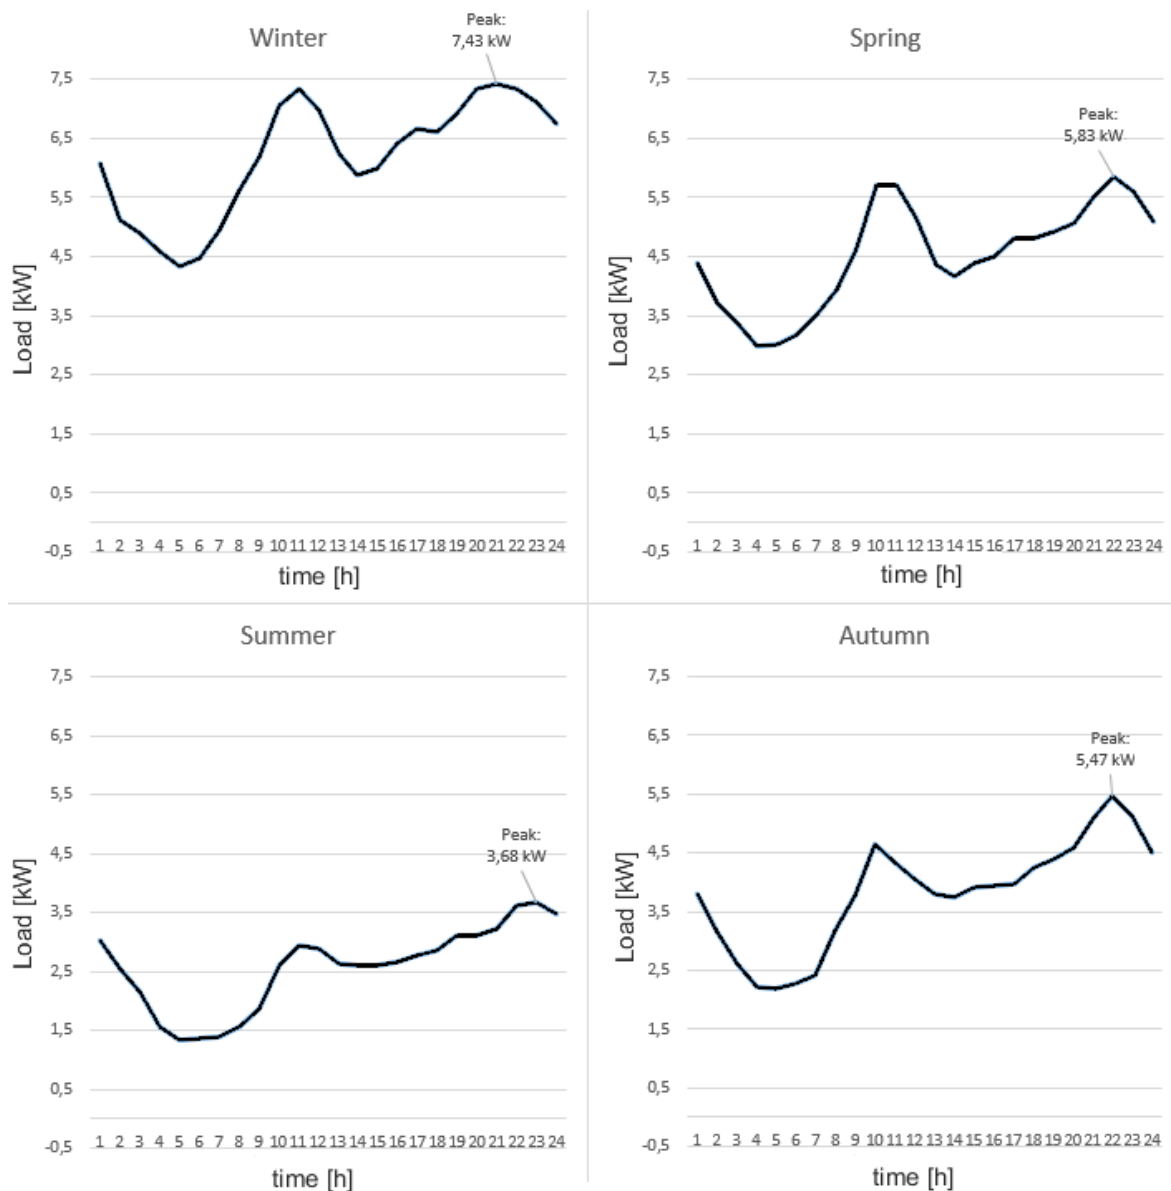 Winter
Peak:
7,43 kW
7,5
6,5
5,5
4,5
3,5
2,5
1,5
0,5
-0,5
Load [kW]
1 2 3 4 5 6 7 8 9 10 11 12 13 14 15 16 17 18 19 20 21 22 23 24
time [h]
Spring
Peak:
5,83 kW
7,5
6,5
5,5
4,5
3,5
2,5
1,5
0,5
-0,5
Load [kW]
1 2 3 4 5 6 7 8 9 10 11 12 13 14 15 16 17 18 19 20 21 22 23 24
time [h]
Summer
Peak:
3,68 kW
7,5
6,5
5,5
4,5
3,5
2,5
1,5
0,5
-0,5
Load [kW]
1 2 3 4 5 6 7 8 9 10 11 12 13 14 15 16 17 18 19 20 21 22 23 24
time [h]
Autumn
Peak:
5,47 kW
7,5
6,5
5,5
4,5
3,5
2,5
1,5
0,5
-0,5
Load [kW]
1 2 3 4 5 6 7 8 9 10 11 12 13 14 15 16 17 18 19 20 21 22 23 24
time [h]